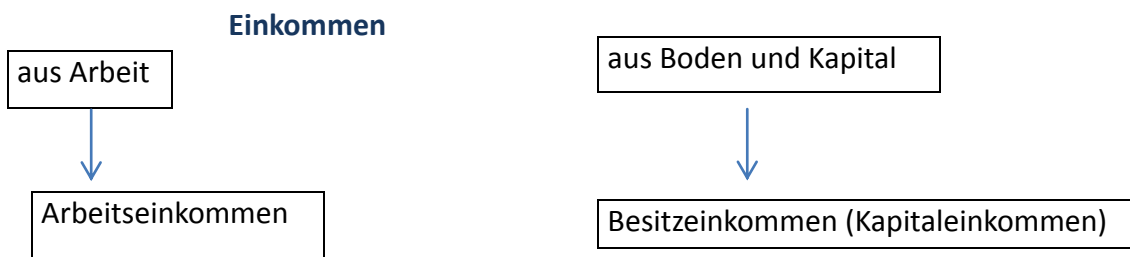 Einkommen
aus Arbeit
aus Boden und Kapital
Arbeitseinkommen
Besitzeinkommen (Kapitaleinkommen)